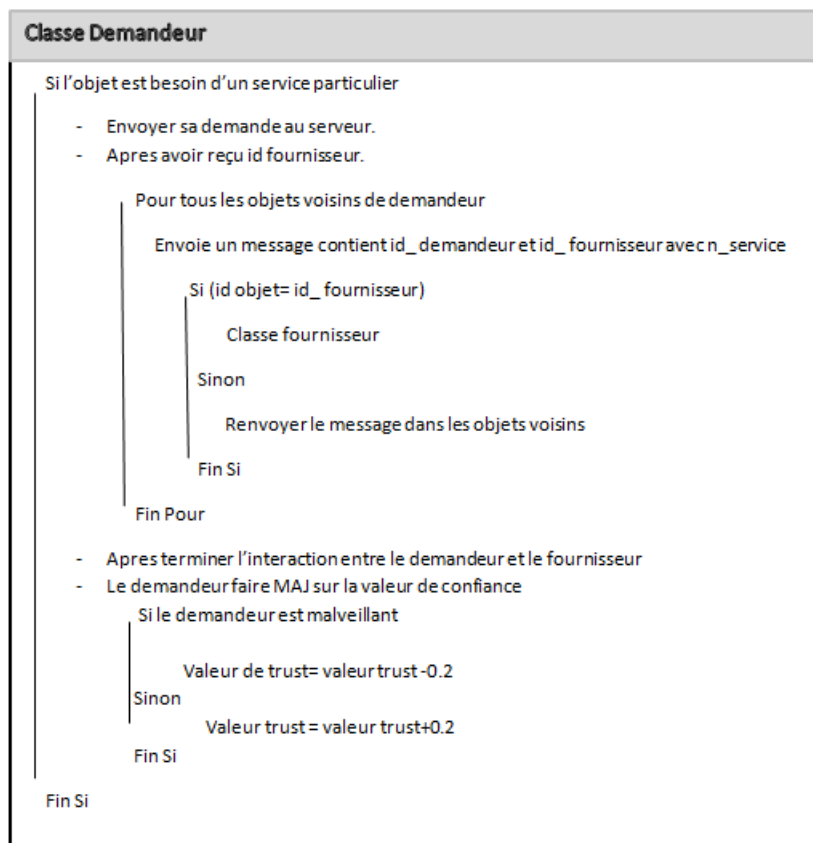 Classe Demandeur
Si l'objet est besoin d'un service particulier
- Envoyer sa demande au serveur.
- Apres avoir reçu id fournisseur.
Pour tous les objets voisins de demandeur
Envoie un message contient id_ demandeur et id_ fournisseur avec n_service
Si (id objet= id_ fournisseur)
Classe fournisseur
Sinon
Renvoyer le message dans les objets voisins
Fin Si
Fin Pour
- Apres terminer l'interaction entre le demandeur et le fournisseur
- Le demandeur faire MAJ sur la valeur de confiance
Si le demandeur est malveillant
Valeur de trust= valeur trust -0.2
Sinon
Valeur trust = valeur trust+0.2
Fin Si
Fin Si